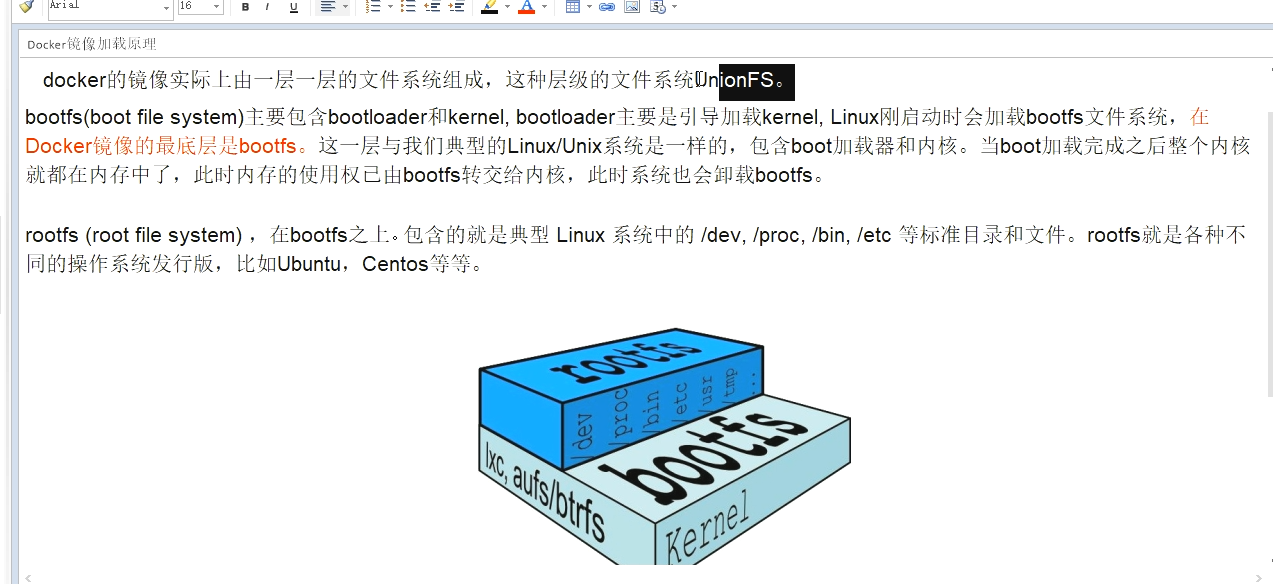 Arial
16
B
I
U
Docker镜像加载原理
docker的镜像实际上由一层一层的文件系统组成，这种层级的文件系统UnionFS。
bootfs(boot file system)主要包含bootloader和kernel, bootloader主要是引导加载kernel, Linux刚启动时会加载bootfs文件系统，在
Docker镜像的最底层是bootfs。这一层与我们典型的Linux/Unix系统是一样的，包含boot加载器和内核。当boot加载完成之后整个内核
就都在内存中了，此时内存的使用权已由bootfs转交给内核，此时系统也会卸载bootfs。
rootfs (root file system) ，在bootfs之上。包含的就是典型 Linux 系统中的 /dev, /proc, /bin, /etc 等标准目录和文件。rootfs就是各种不
同的操作系统发行版，比如Ubuntu，Centos等等。
rootfs
/dev
/proc
/bin
/etc
/usr
/tmp
...
bootfs
lxc, aufs/btrfs
Kernel